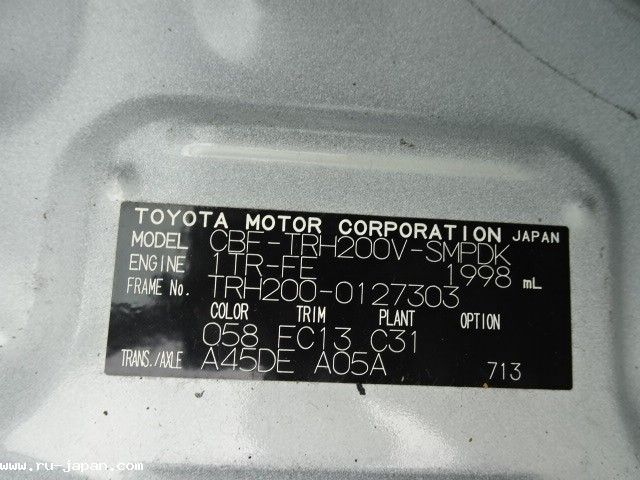 TOYOTA MOTOR CORPORATION JAPAN
MODEL CBF-TRH200V-SMPDK
ENGINE 1TR-FE 1998 mL
FRAME No. TRH200-0127303
COLOR TRIM PLANT OPTION
058 EC13 C31
TRANS./AXLE A45DE A05A 713
www.ru-japan.com